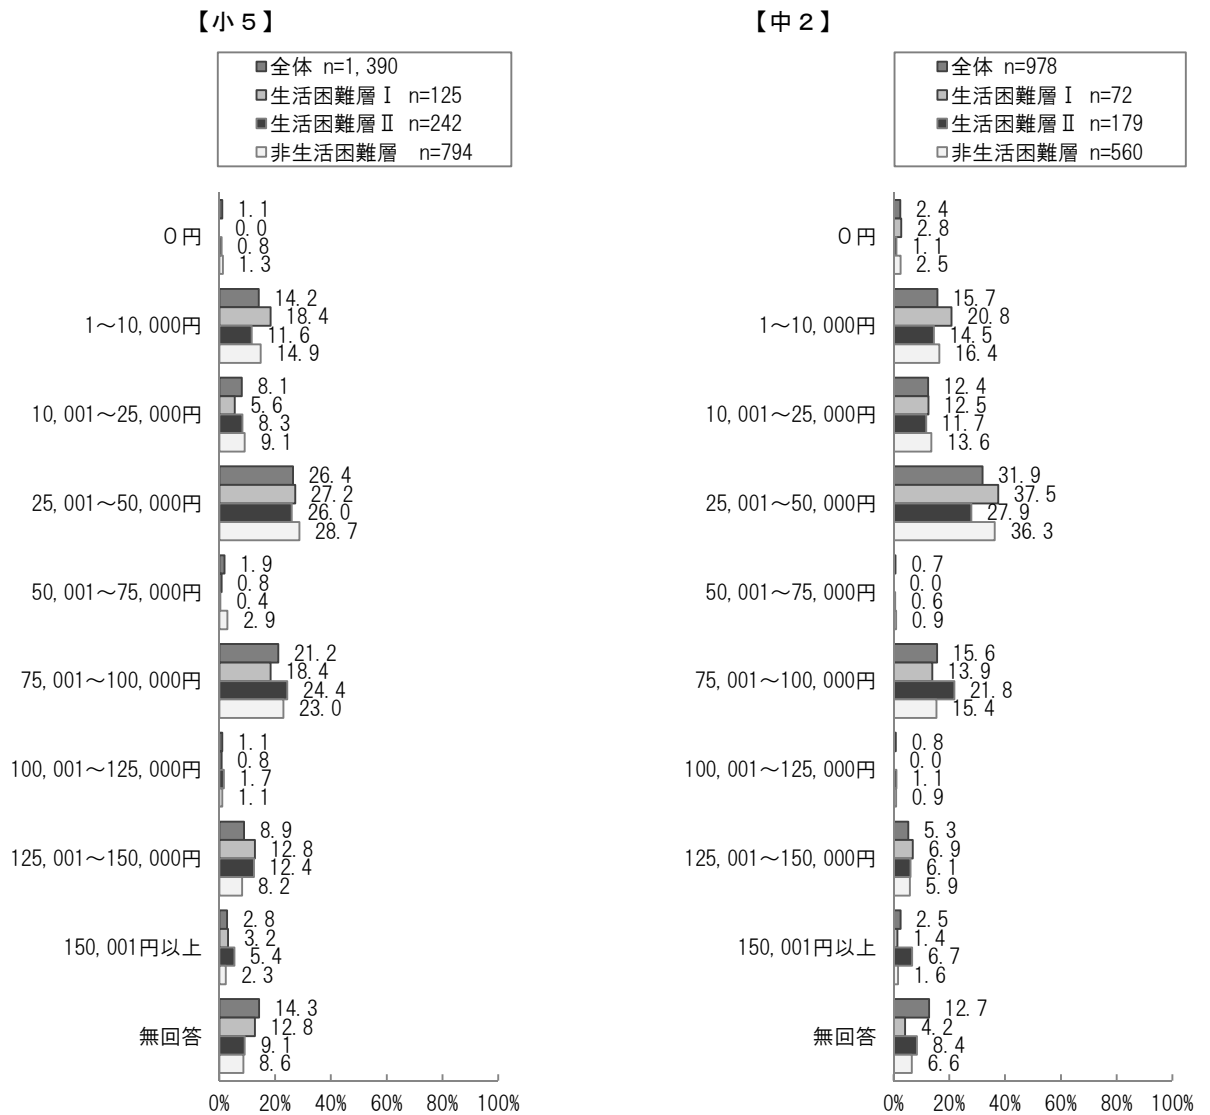 【小５】
全体 n=1,390
生活困難層Ⅰ n=125
生活困難層Ⅱ n=242
非生活困難層 n=794
０円
1.1
0.0
0.8
1.3
1～10,000円
14.2
18.4
11.6
14.9
10,001～25,000円
8.1
5.6
8.3
9.1
25,001～50,000円
26.4
27.2
26.0
28.7
50,001～75,000円
1.9
0.8
0.4
2.9
75,001～100,000円
21.2
18.4
24.4
23.0
100,001～125,000円
1.1
0.8
1.7
1.1
125,001～150,000円
8.9
12.8
12.4
8.2
150,001円以上
2.8
3.2
5.4
2.3
無回答
14.3
12.8
9.1
8.6
0% 20% 40% 60% 80% 100%
【中２】
全体 n=978
生活困難層Ⅰ n=72
生活困難層Ⅱ n=179
非生活困難層 n=560
０円
2.4
2.8
1.1
2.5
1～10,000円
15.7
20.8
14.5
16.4
10,001～25,000円
12.4
12.5
11.7
13.6
25,001～50,000円
31.9
37.5
27.9
36.3
50,001～75,000円
0.7
0.0
0.6
0.9
75,001～100,000円
15.6
13.9
21.8
15.4
100,001～125,000円
0.8
0.0
1.1
0.9
125,001～150,000円
5.3
6.9
6.1
5.9
150,001円以上
2.5
1.4
6.7
1.6
無回答
12.7
4.2
8.4
6.6
0% 20% 40% 60% 80% 100%